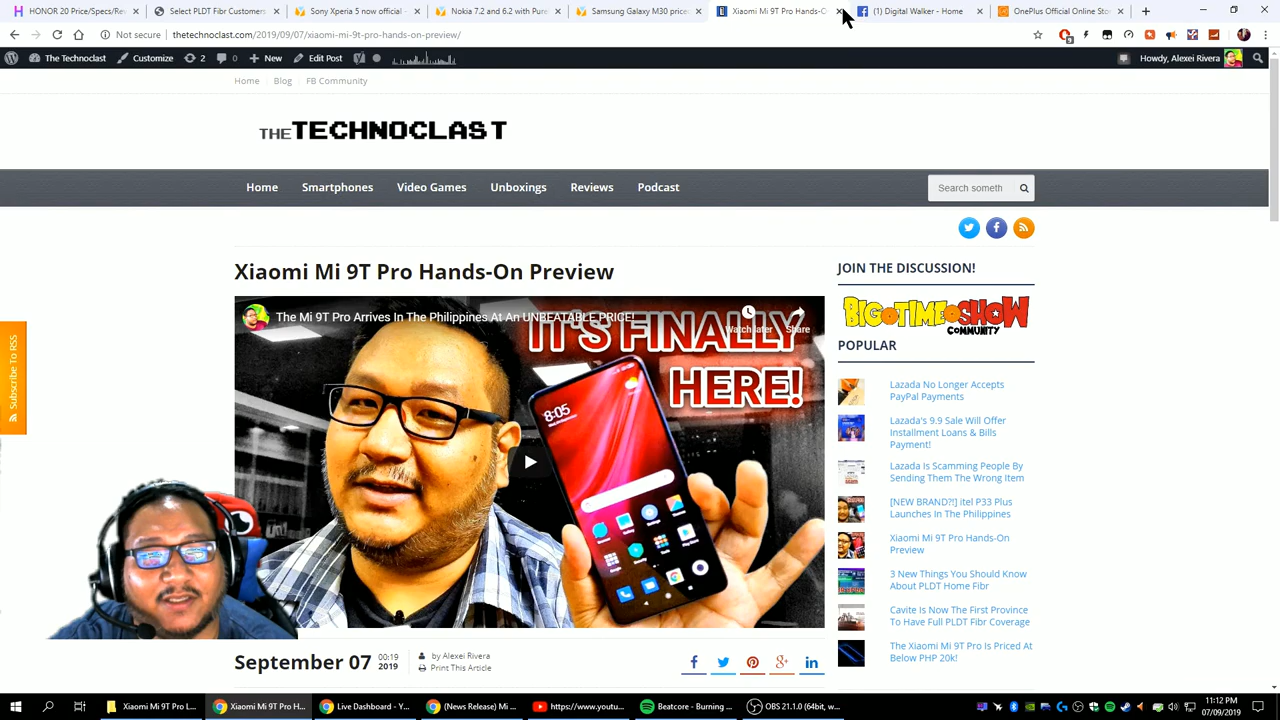 HONOR 20 Price/Specs/Rev
Select PLDT Fibr Customers
Sony Xperia 5 now official -
Nokia 7.2 and 6.2 with Pure
Samsung Galaxy M30 price
Xiaomi Mi 9T Pro Hands-O
(1) Digital Walker - Home
OnePlus Official Online Sto
Not secure
thetechnoclast.com/2019/09/07/xiaomi-mi-9t-pro-hands-on-preview/
9
The Technoclast
Customize
2
0
New
Edit Post
Howdy, Alexei Rivera
Home
Blog
FB Community
THE TECHNOCLAST
Home
Smartphones
Video Games
Unboxings
Reviews
Podcast
Search someth
Subscribe To RSS
Xiaomi Mi 9T Pro Hands-On Preview
The Mi 9T Pro Arrives In The Philippines At An UNBEATABLE PRICE!
Watch later
Share
IT'S FINALLY
HERE!
8:05
JOIN THE DISCUSSION!
BIG TIME SHOW
COMMUNITY
POPULAR
Lazada No Longer Accepts
PayPal Payments
Lazada's 9.9 Sale Will Offer
Installment Loans & Bills
Payment!
Lazada Is Scamming People By
Sending Them The Wrong Item
[NEW BRAND?!] itel P33 Plus
Launches In The Philippines
Xiaomi Mi 9T Pro Hands-On
Preview
3 New Things You Should Know
About PLDT Home Fibr
Cavite Is Now The First Province
To Have Full PLDT Fibr Coverage
The Xiaomi Mi 9T Pro Is Priced At
Below PHP 20k!
September 07
00:19
2019
by Alexei Rivera
Print This Article
Xiaomi Mi 9T Pro L...
Xiaomi Mi 9T Pro H...
Live Dashboard - Y...
(News Release) Mi ...
https://www.youtu...
Beatcore - Burning ...
OBS 21.1.0 (64bit, w...
11:12 PM
07/09/2019